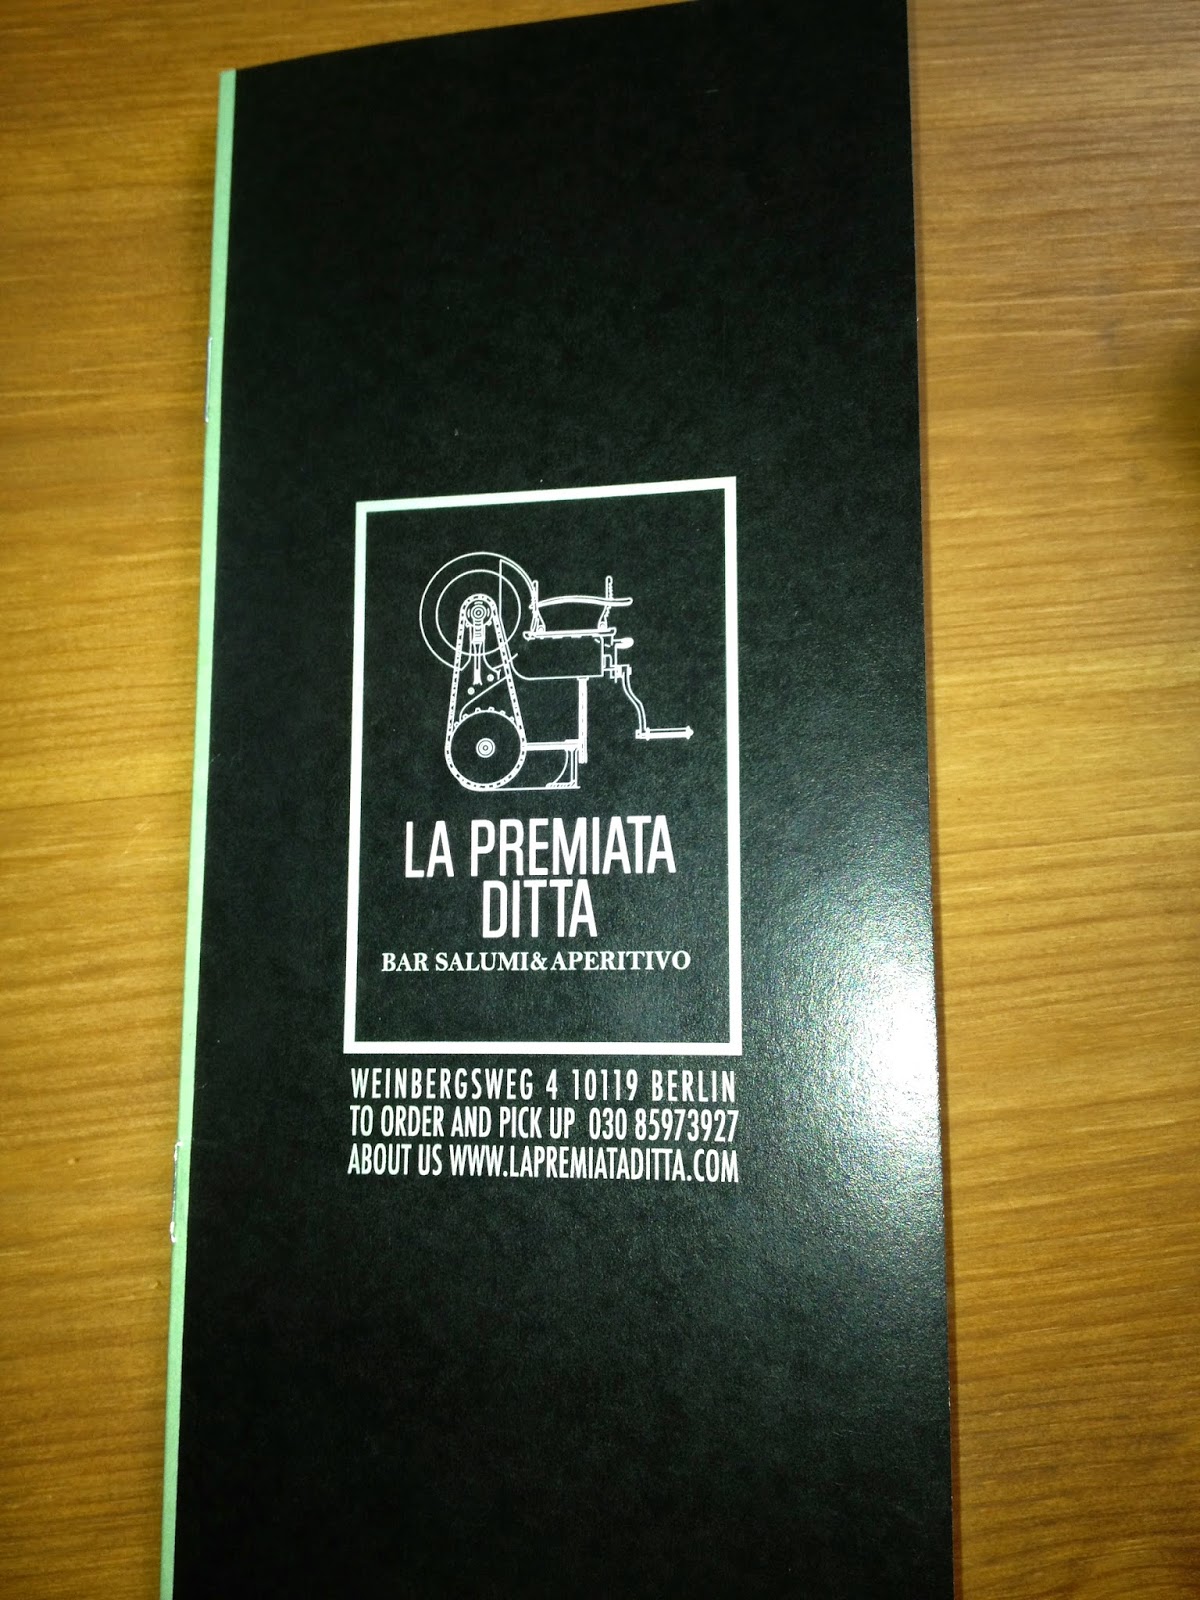 LA PREMIATA
DITTA
BAR SALUMI & APERITIVO
WEINBERGSWEG 4 10119 BERLIN
TO ORDER AND PICK UP 030 85973927
ABOUT US WWW.LAPREMIATADITTA.COM